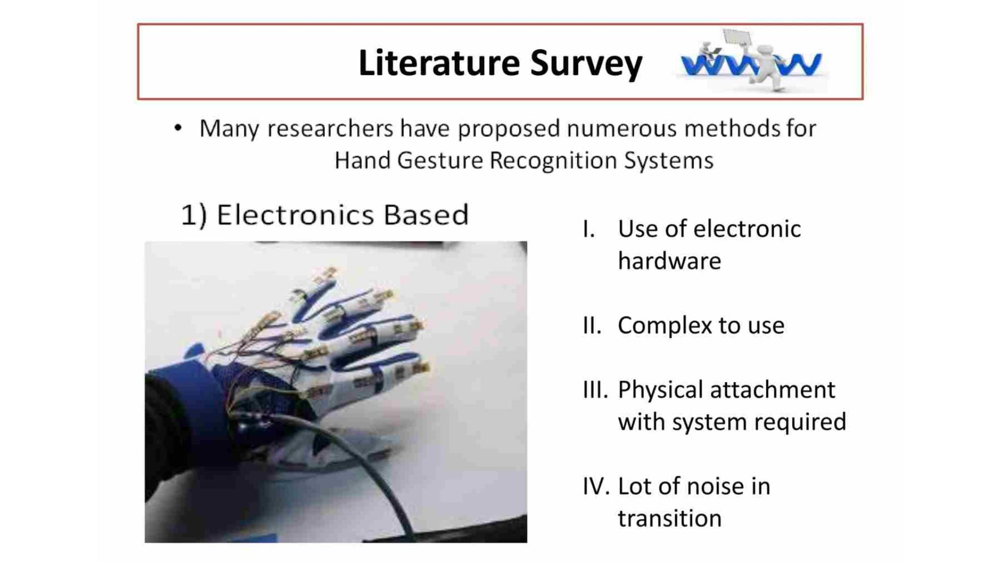 Literature Survey
www
• Many researchers have proposed numerous methods for
Hand Gesture Recognition Systems
1) Electronics Based
I. Use of electronic
hardware
II. Complex to use
III. Physical attachment
with system required
IV. Lot of noise in
transition